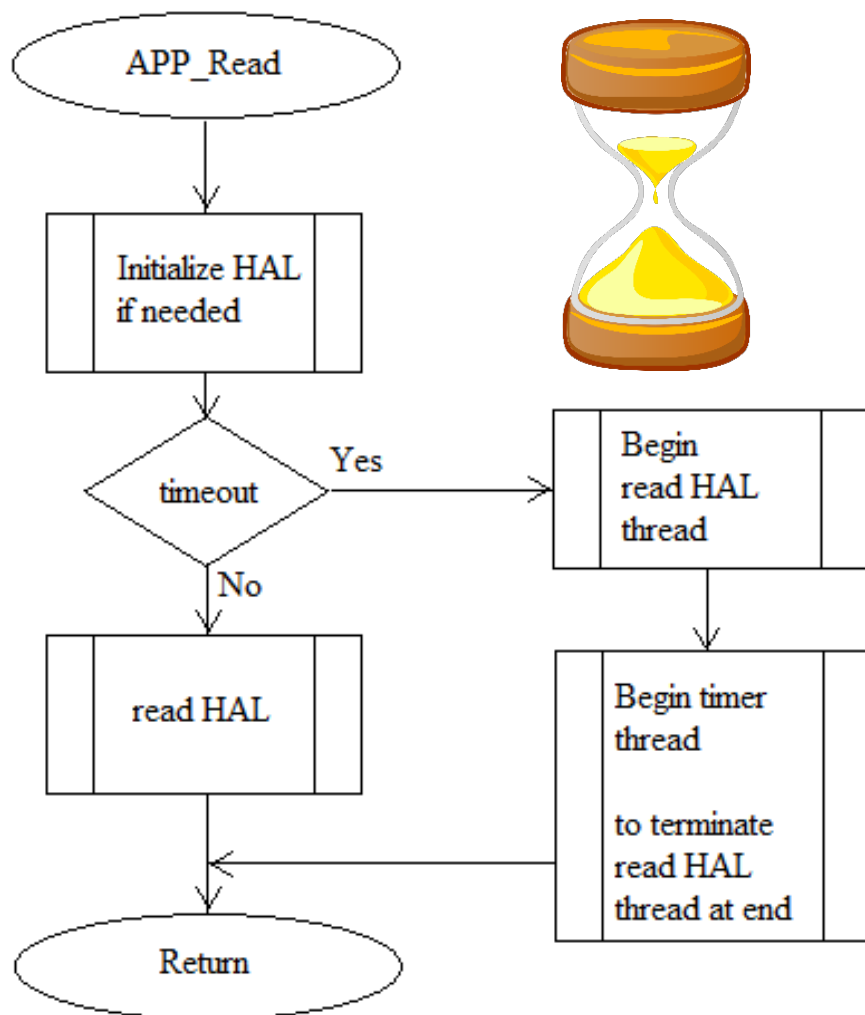 APP_Read
Initialize HAL
if needed
timeout
Yes
No
Begin
read HAL
thread
read HAL
Begin timer
thread
to terminate
read HAL
thread at end
Return